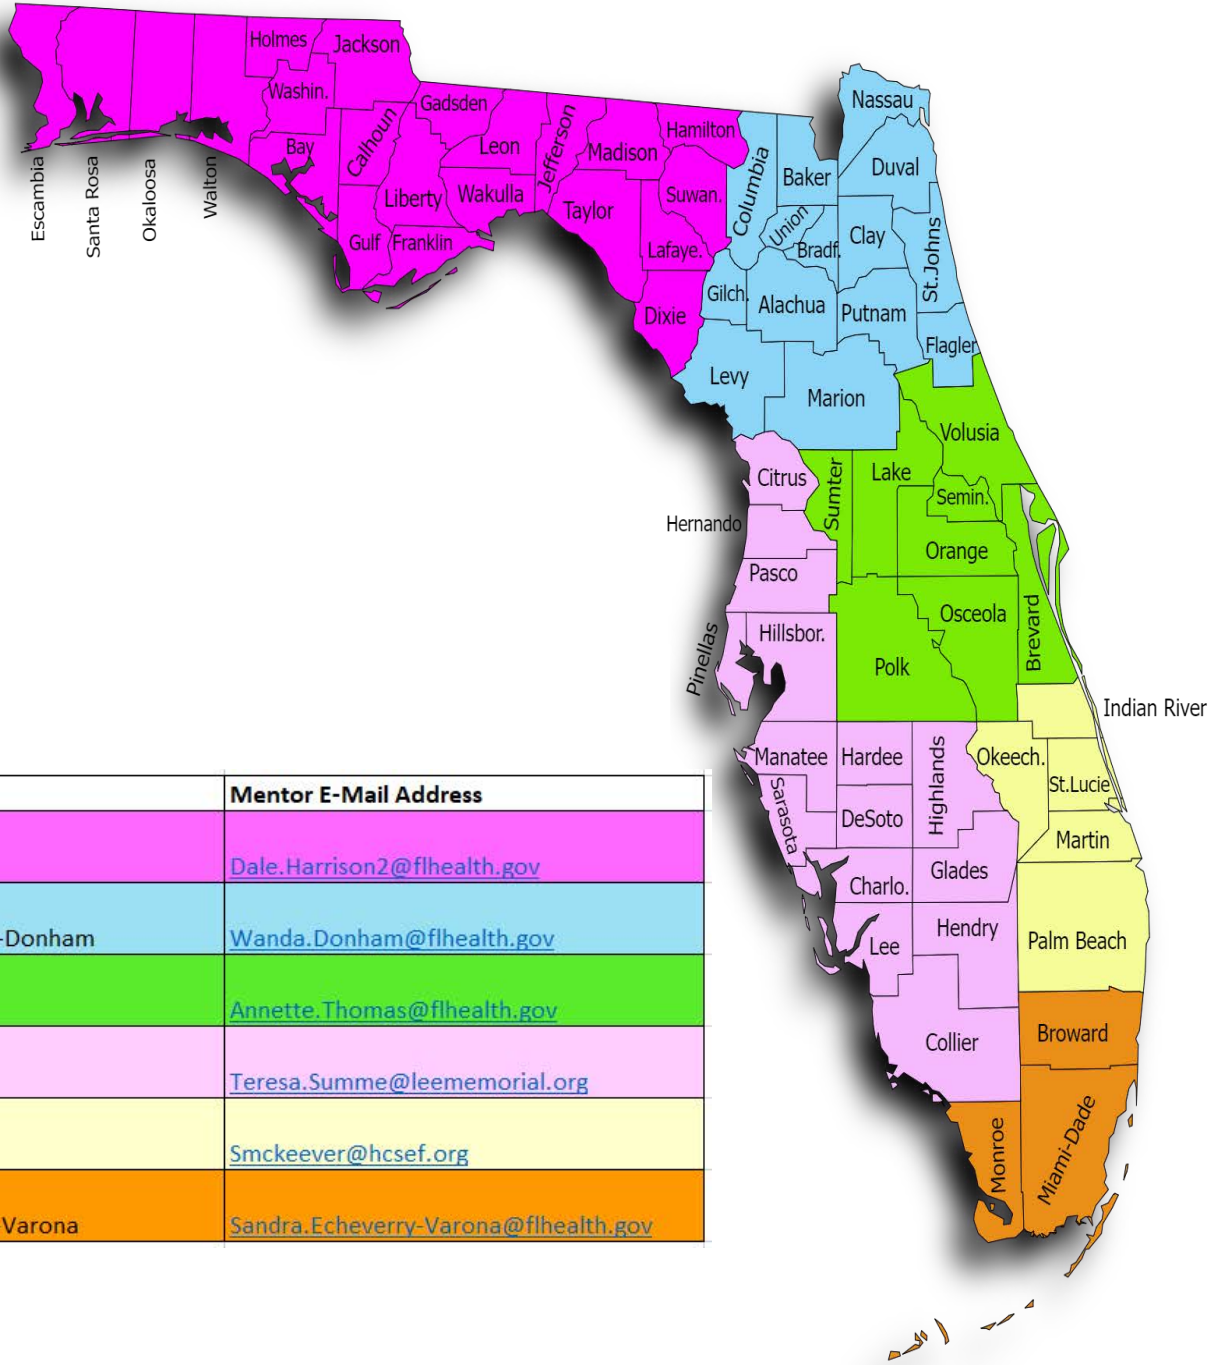 Holmes
Jackson
Washin.
Gadsden
Calhoun
Jefferson
Hamilton
Leon
Madison
Bay
Liberty
Wakulla
Suwan.
Taylor
Gulf
Franklin
Lafaye.
Dixie
Escambia
Santa Rosa
Okaloosa
Walton
Nassau
Duval
Columbia
Baker
Union
Bradf.
Clay
St.Johns
Gilch.
Alachua
Putnam
Flagler
Levy
Marion
Volusia
Citrus
Sumter
Lake
Semin.
Hernando
Orange
Pasco
Osceola
Brevard
Pinellas
Hillsbor.
Polk
Indian River
Manatee
Hardee
Highlands
Okeech.
St.Lucie
Sarasota
DeSoto
Martin
Charlo.
Glades
Lee
Hendry
Palm Beach
Collier
Broward
Monroe
Miami-Dade
Mentor E-Mail Address
Dale.Harrison2@flhealth.gov
-Donham Wanda.Donham@flhealth.gov
Annette.Thomas@flhealth.gov
Teresa.Summe@leememorial.org
Smckeever@hcsef.org
-Varona Sandra.Echeverry-Varona@flhealth.gov